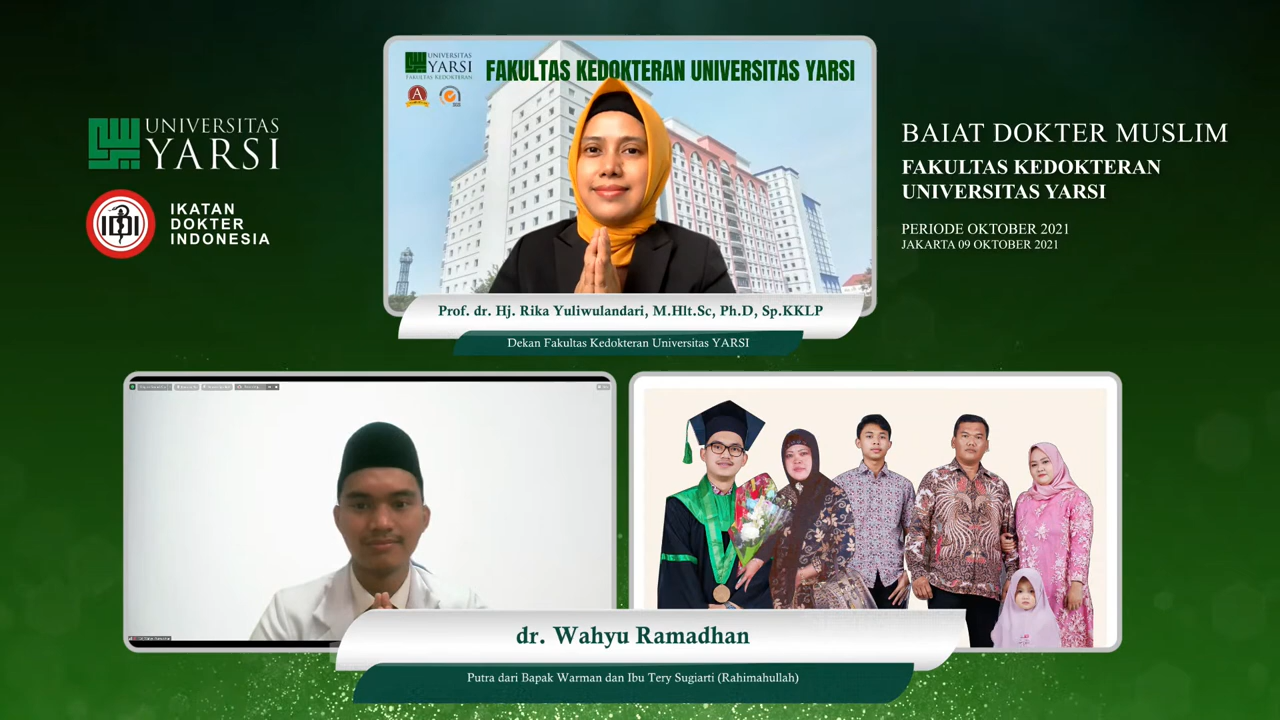 UNIVERSITAS
YARSI
IKATAN
DOKTER
INDONESIA
IDI
UNIVERSITAS
YARSI
FAKULTAS KEDOKTERAN
A
FAKULTAS KEDOKTERAN UNIVERSITAS YARSI
Prof. dr. Hj. Rika Yuliwulandari, M.Hlt.Sc, Ph.D, Sp.KKLP
Dekan Fakultas Kedokteran Universitas YARSI
BAIAT DOKTER MUSLIM
FAKULTAS KEDOKTERAN
UNIVERSITAS YARSI
PERIODE OKTOBER 2021
JAKARTA 09 OKTOBER 2021
dr. Wahyu Ramadhan
Putra dari Bapak Warman dan Ibu Tery Sugiarti (Rahimahullah)